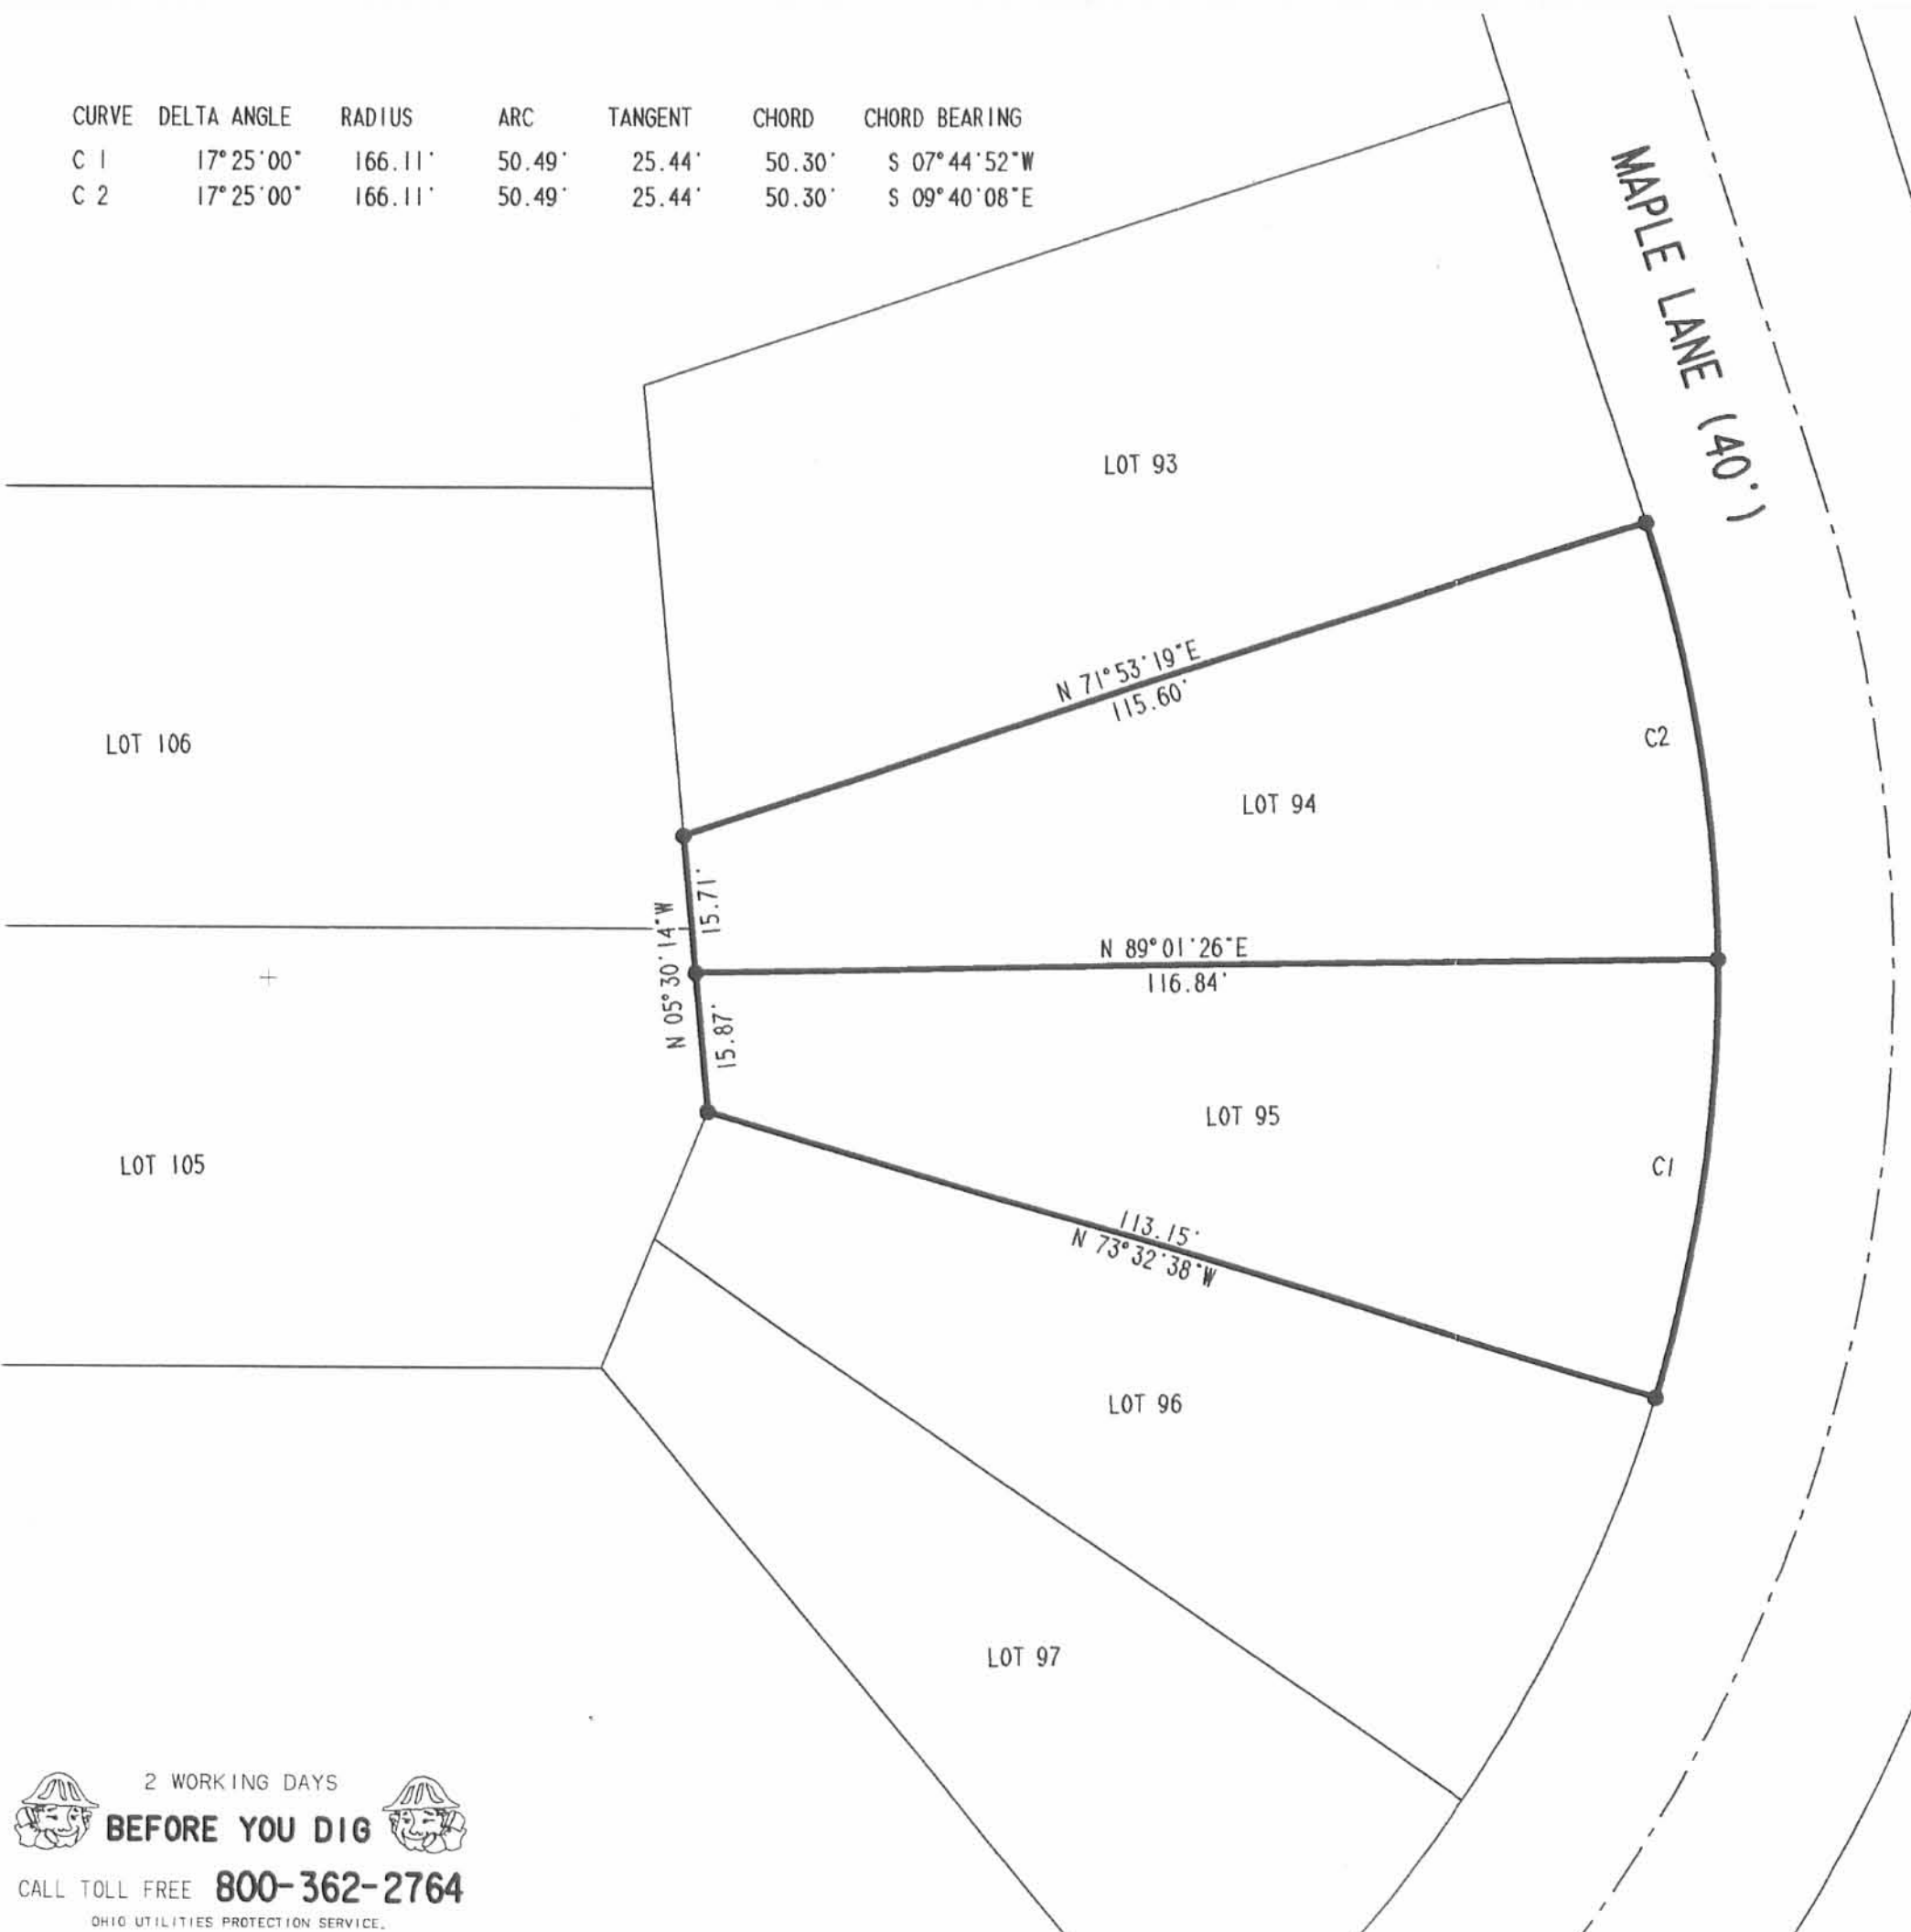 CURVE DELTA ANGLE RADIUS ARC TANGENT CHORD CHORD BEARING
C 1 17°25'00" 166.11' 50.49' 25.44' 50.30' S 07°44'52"W
C 2 17°25'00" 166.11' 50.49' 25.44' 50.30' S 09°40'08"E
MAPLE LANE (40')
LOT 93
N 71°53'19"E
115.60'
C2
LOT 106
LOT 94
15.71'
N 05°30'14"W
N 89°01'26"E
116.84'
15.87'
LOT 95
LOT 105
C1
113.15'
N 73°32'38"W
LOT 96
LOT 97
2 WORKING DAYS
BEFORE YOU DIG
CALL TOLL FREE 800-362-2764
OHIO UTILITIES PROTECTION SERVICE.